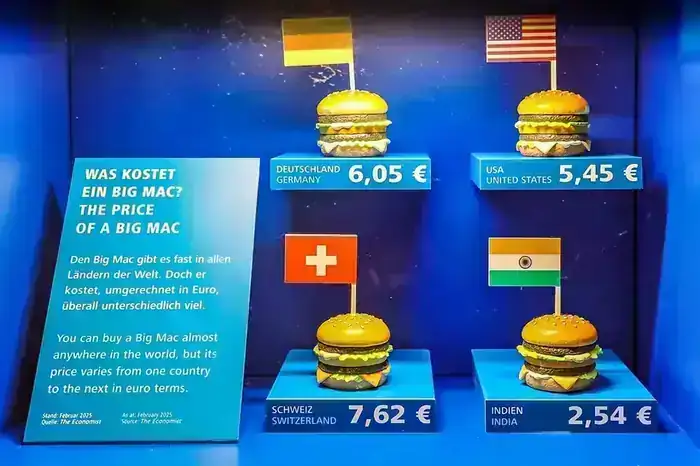 WAS KOSTET
EIN BIG MAC?
THE PRICE
OF A BIG MAC
Den Big Mac gibt es fast in allen
Ländern der Welt. Doch er
kostet, umgerechnet in Euro,
überall unterschiedlich viel.
You can buy a Big Mac almost
anywhere in the world, but its
price varies from one country
to the next in euro terms.
Stand: Februar 2025
Quelle: The Economist
As at: February 2025
Source: The Economist
DEUTSCHLAND
GERMANY
6,05 €
USA
UNITED STATES
5,45 €
SCHWEIZ
SWITZERLAND
7,62 €
INDIEN
INDIA
2,54 €